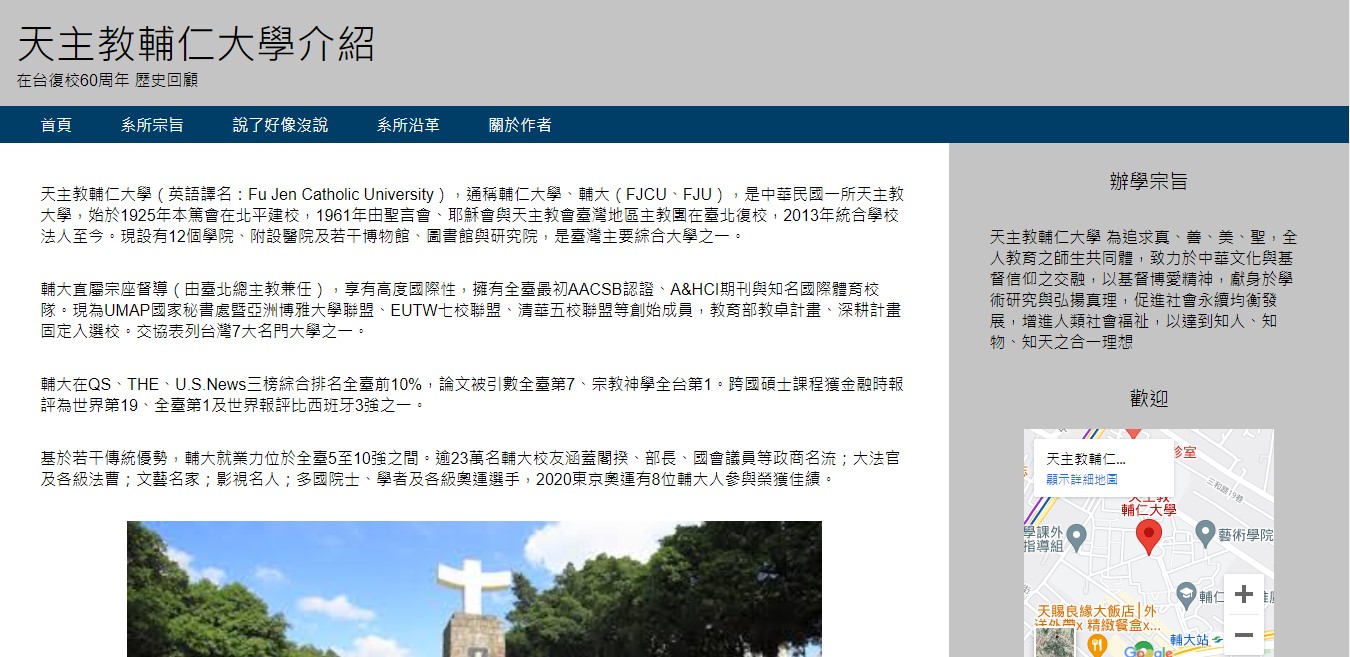 天主教輔仁大學介紹
在台復校60周年 歷史回顧
首頁 系所宗旨 說了好像沒說 系所沿革 關於作者
天主教輔仁大學（英語譯名：Fu Jen Catholic University），通稱輔仁大學、輔大（FJCU、FJU），是中華民國一所天主教
大學，始於1925年本篤會在北平建校，1961年由聖言會、耶穌會與天主教會臺灣地區主教團在臺北復校，2013年統合學校
法人至今。現設有12個學院、附設醫院及若干博物館、圖書館與研究院，是臺灣主要綜合大學之一。
輔大直屬宗座督導（由臺北總主教兼任），享有高度國際性，擁有全臺最初AACSB認證、A&HCI期刊與知名國際體育校
隊。現為UMAP國家秘書處暨亞洲博雅大學聯盟、EUTW七校聯盟、清華五校聯盟等創始成員，教育部教卓計畫、深耕計畫
固定入選校。交協表列台灣7大名門大學之一。
輔大在QS、THE、U.S.News三榜綜合排名全臺前10%，論文被引數全臺第7、宗教神學全台第1。跨國碩士課程獲金融時報
評為世界第19、全臺第1及世界報評比西班牙3強之一。
基於若干傳統優勢，輔大就業力位於全臺5至10強之間。逾23萬名輔大校友涵蓋閣揆、部長、國會議員等政商名流；大法官
及各級法曹；文藝名家；影視名人；多國院士、學者及各級奧運選手，2020東京奧運有8位輔大人參與榮獲佳績。
辦學宗旨
天主教輔仁大學 為追求真、善、美、聖，全
人教育之師生共同體，致力於中華文化與基
督信仰之交融，以基督博愛精神，獻身於學
術研究與弘揚真理，促進社會永續均衡發
展，增進人類社會福祉，以達到知人、知
物、知天之合一理想
歡迎
診室
天主教輔仁...
顯示詳細地圖
三和路19巷
天主教
輔仁大學
學課外
指導組
藝術學院
輔仁
天賜良緣大飯店│外
送外帶x 精緻餐盒x...
輔大站
Google